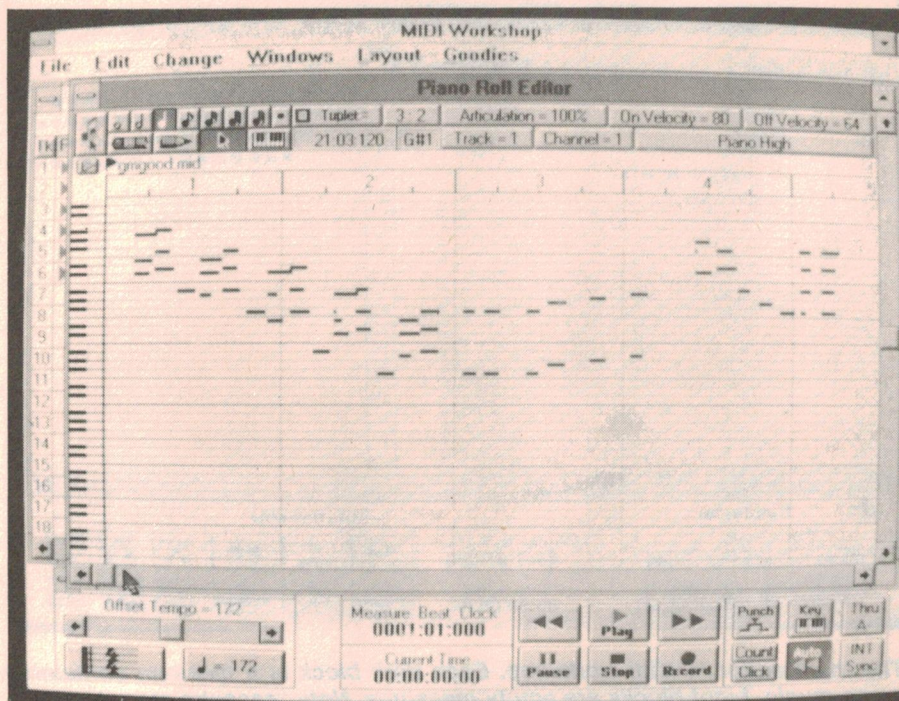 MIDI Workshop
File Edit Change Windows Layout Goodies
Piano Roll Editor
Tuplet= 3:2 Articulation = 100% On Velocity = 80 Off Velocity = 64
21:03:120 G#1 Track = 1 Channel = 1 Piano High
gmgood.mid
1 2 3 4
1
2
3
4
5
6
7
8
9
10
11
12
13
14
15
16
17
18
Offset Tempo = 172
= 172
Measure Beat Clock
0001:01:000
Current Time
00:00:00:00
Play
Pause Stop Record
Punch Key Thru
Count
Click
Auto
INT
Sync